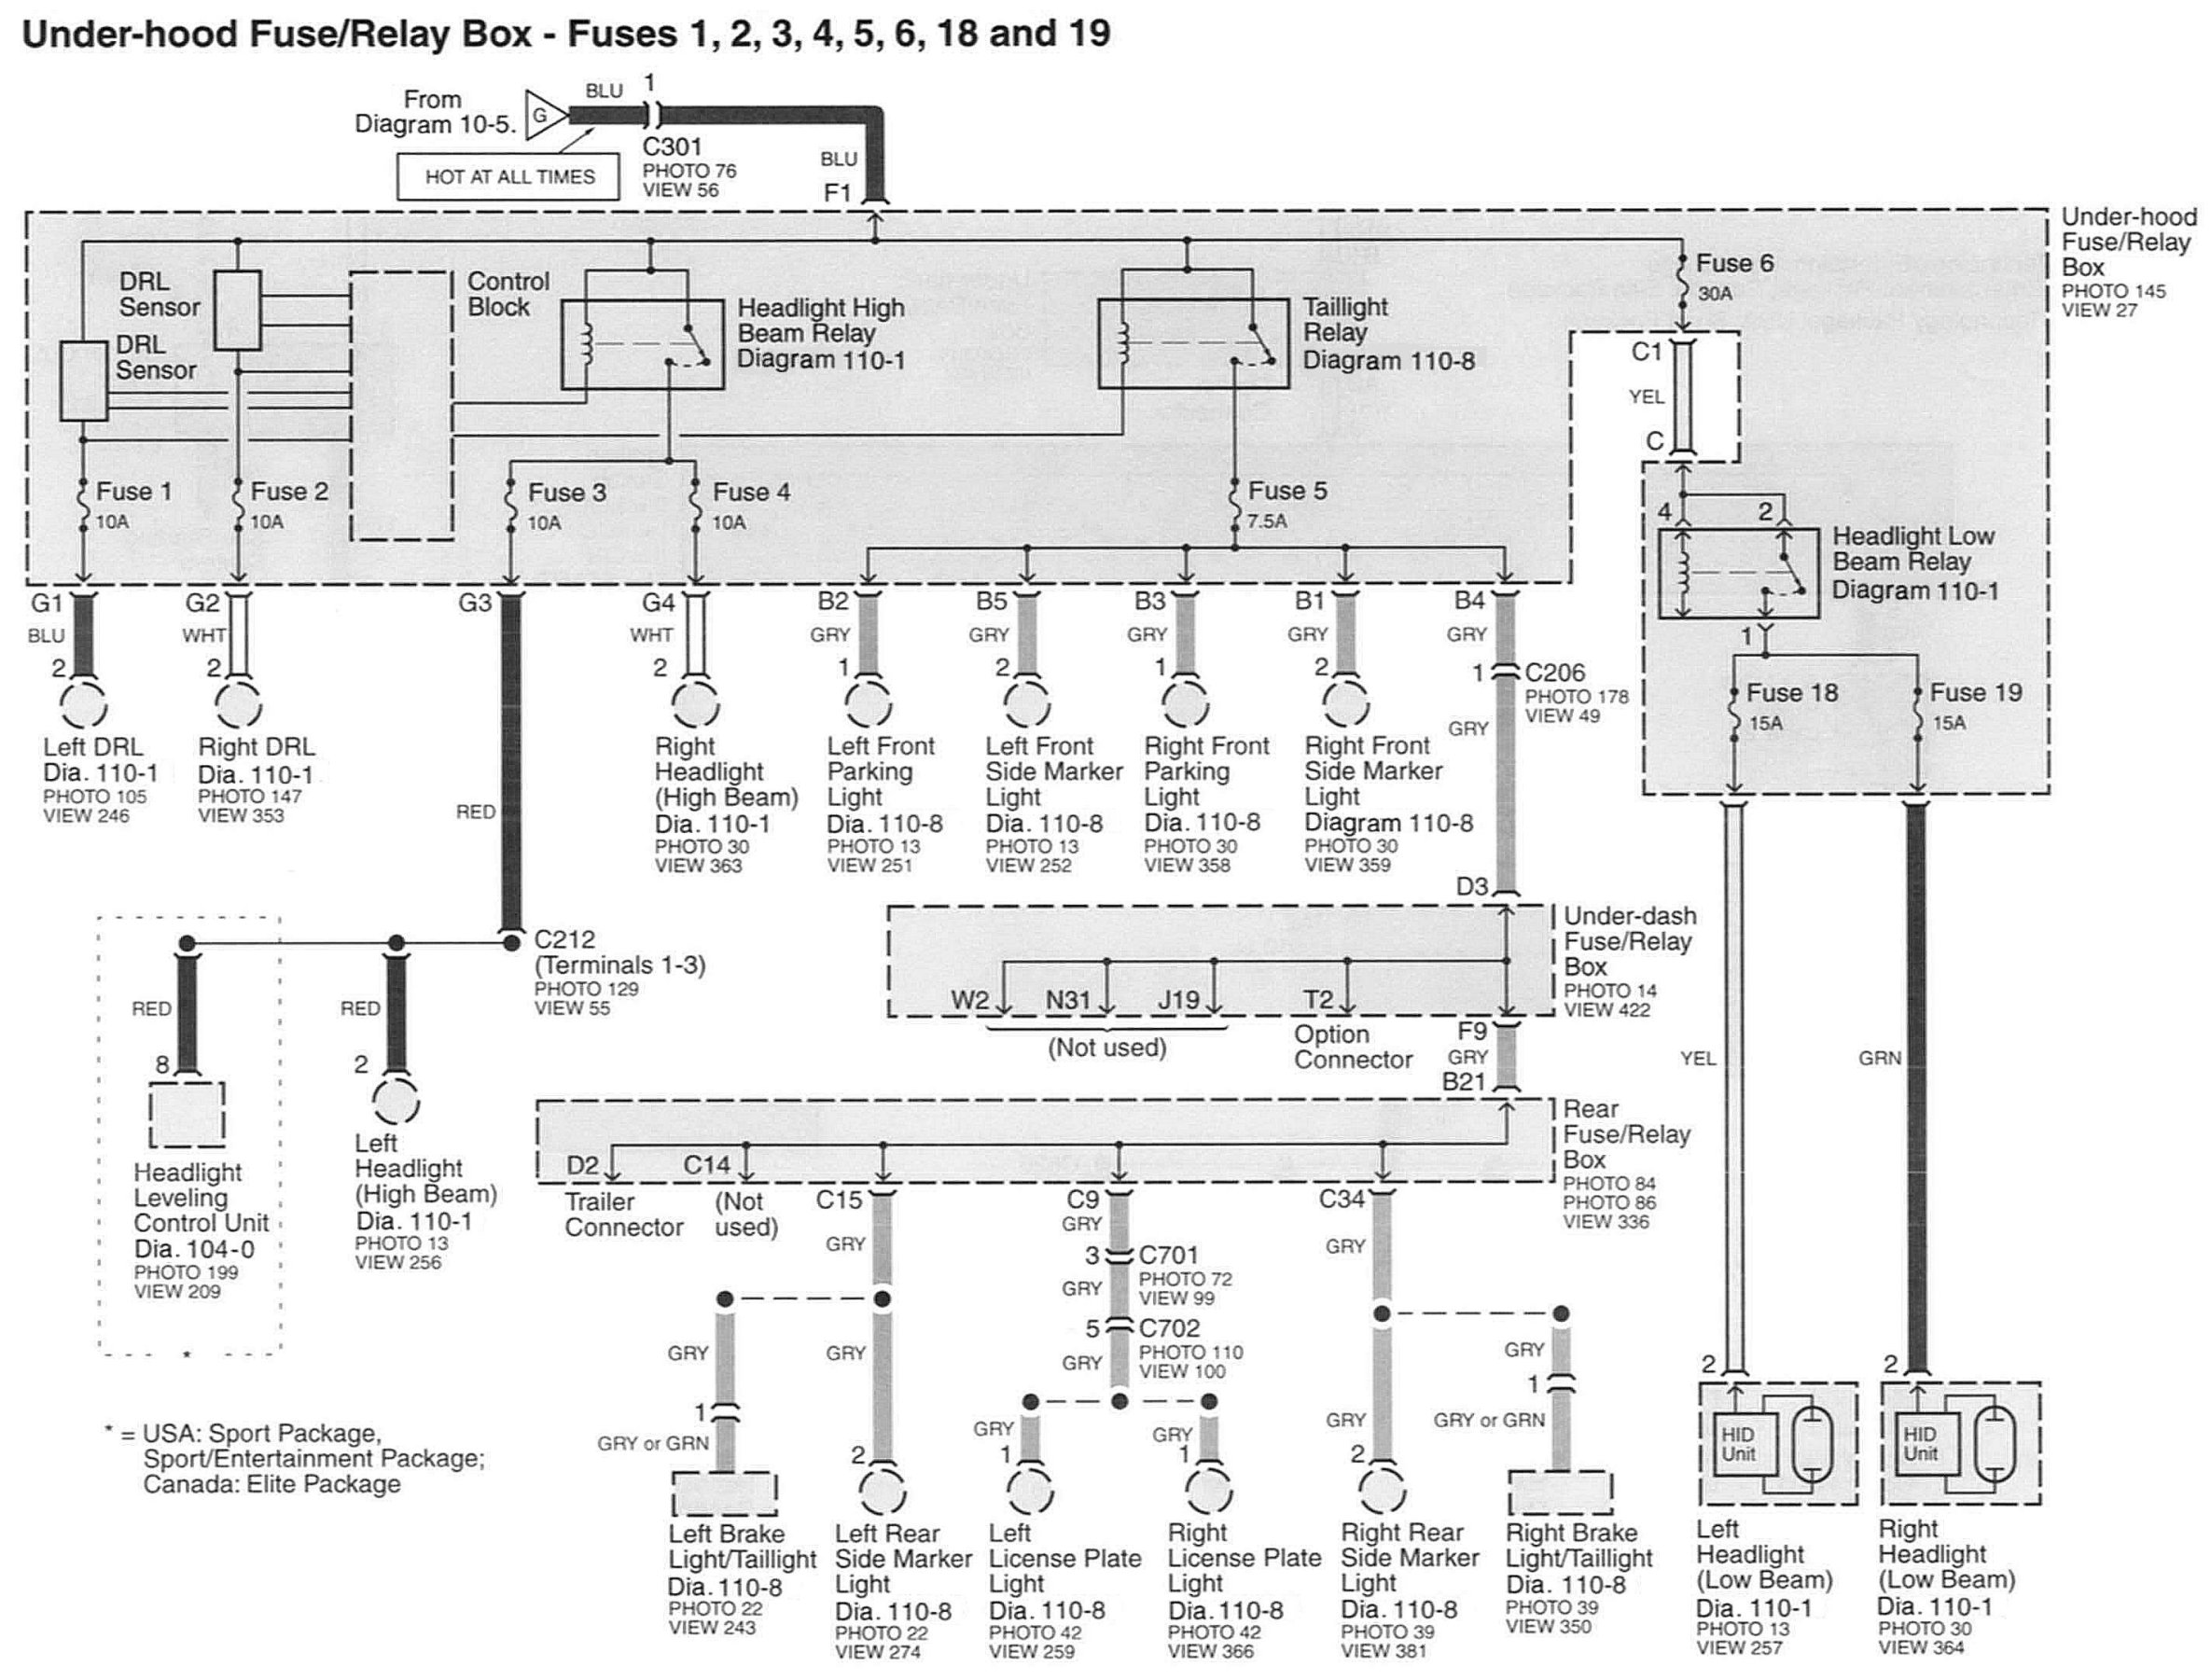 Under-hood Fuse/Relay Box - Fuses 1, 2, 3, 4, 5, 6, 18 and 19
From
Diagram 10-5.
G
BLU
1
C301
PHOTO 76
VIEW 56
HOT AT ALL TIMES
BLU
F1
Under-hood
Fuse/Relay
Box
PHOTO 145
VIEW 27
DRL
Sensor
DRL
Sensor
Control
Block
Headlight High
Beam Relay
Diagram 110-1
Taillight
Relay
Diagram 110-8
Fuse 6
30A
C1
YEL
C
Fuse 1
10A
Fuse 2
10A
Fuse 3
10A
Fuse 4
10A
Fuse 5
7.5A
4
2
Headlight Low
Beam Relay
Diagram 110-1
1
Fuse 18
15A
Fuse 19
15A
G1
BLU
2
Left DRL
Dia. 110-1
PHOTO 105
VIEW 246
G2
WHT
2
Right DRL
Dia. 110-1
PHOTO 147
VIEW 353
G3
RED
G4
WHT
2
Right
Headlight
(High Beam)
Dia. 110-1
PHOTO 30
VIEW 363
B2
GRY
1
Left Front
Parking
Light
Dia. 110-8
PHOTO 13
VIEW 251
B5
GRY
2
Left Front
Side Marker
Light
Dia. 110-8
PHOTO 13
VIEW 252
B3
GRY
1
Right Front
Parking
Light
Dia. 110-8
PHOTO 30
VIEW 358
B1
GRY
2
Right Front
Side Marker
Light
Diagram 110-8
PHOTO 30
VIEW 359
B4
GRY
1
C206
PHOTO 178
VIEW 49
GRY
D3
C212
(Terminals 1-3)
PHOTO 129
VIEW 55
RED
8
Headlight
Leveling
Control Unit
Dia. 104-0
PHOTO 199
VIEW 209
*
RED
2
Left
Headlight
(High Beam)
Dia. 110-1
PHOTO 13
VIEW 256
Under-dash
Fuse/Relay
Box
PHOTO 14
VIEW 422
W2
N31
J19
T2
(Not used)
Option
Connector
F9
GRY
B21
Rear
Fuse/Relay
Box
PHOTO 84
PHOTO 86
VIEW 336
D2
Trailer
Connector
C14
(Not
used)
C15
GRY
C9
GRY
3
C701
PHOTO 72
VIEW 99
GRY
5
C702
PHOTO 110
VIEW 100
GRY
C34
GRY
YEL
GRN
* = USA: Sport Package,
Sport/Entertainment Package;
Canada: Elite Package
GRY
1
GRY or GRN
Left Brake
Light/Taillight
Dia. 110-8
PHOTO 22
VIEW 243
GRY
2
Left Rear
Side Marker
Light
Dia. 110-8
PHOTO 22
VIEW 274
GRY
1
Left
License Plate
Light
Dia. 110-8
PHOTO 42
VIEW 259
GRY
1
Right
License Plate
Light
Dia. 110-8
PHOTO 42
VIEW 366
GRY
2
Right Rear
Side Marker
Light
Dia. 110-8
PHOTO 39
VIEW 381
GRY
1
GRY or GRN
Right Brake
Light/Taillight
Dia. 110-8
PHOTO 39
VIEW 350
2
HID
Unit
Left
Headlight
(Low Beam)
Dia. 110-1
PHOTO 13
VIEW 257
2
HID
Unit
Right
Headlight
(Low Beam)
Dia. 110-1
PHOTO 30
VIEW 364